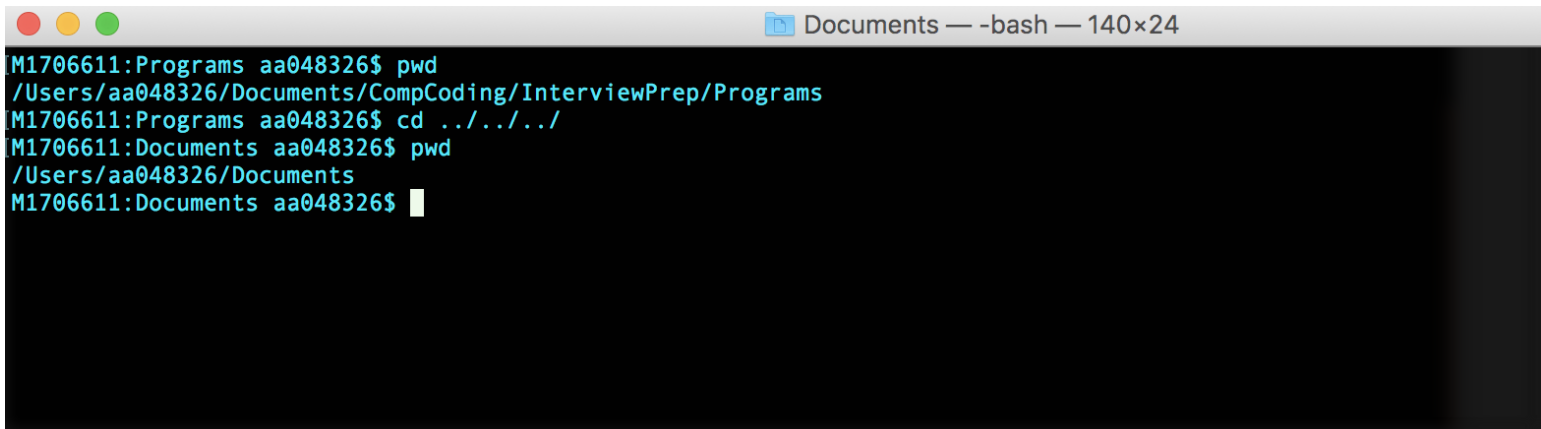 Documents — -bash — 140×24
[M1706611:Programs aa048326$ pwd
/Users/aa048326/Documents/CompCoding/InterviewPrep/Programs
[M1706611:Programs aa048326$ cd ../../../
[M1706611:Documents aa048326$ pwd
/Users/aa048326/Documents
M1706611:Documents aa048326$